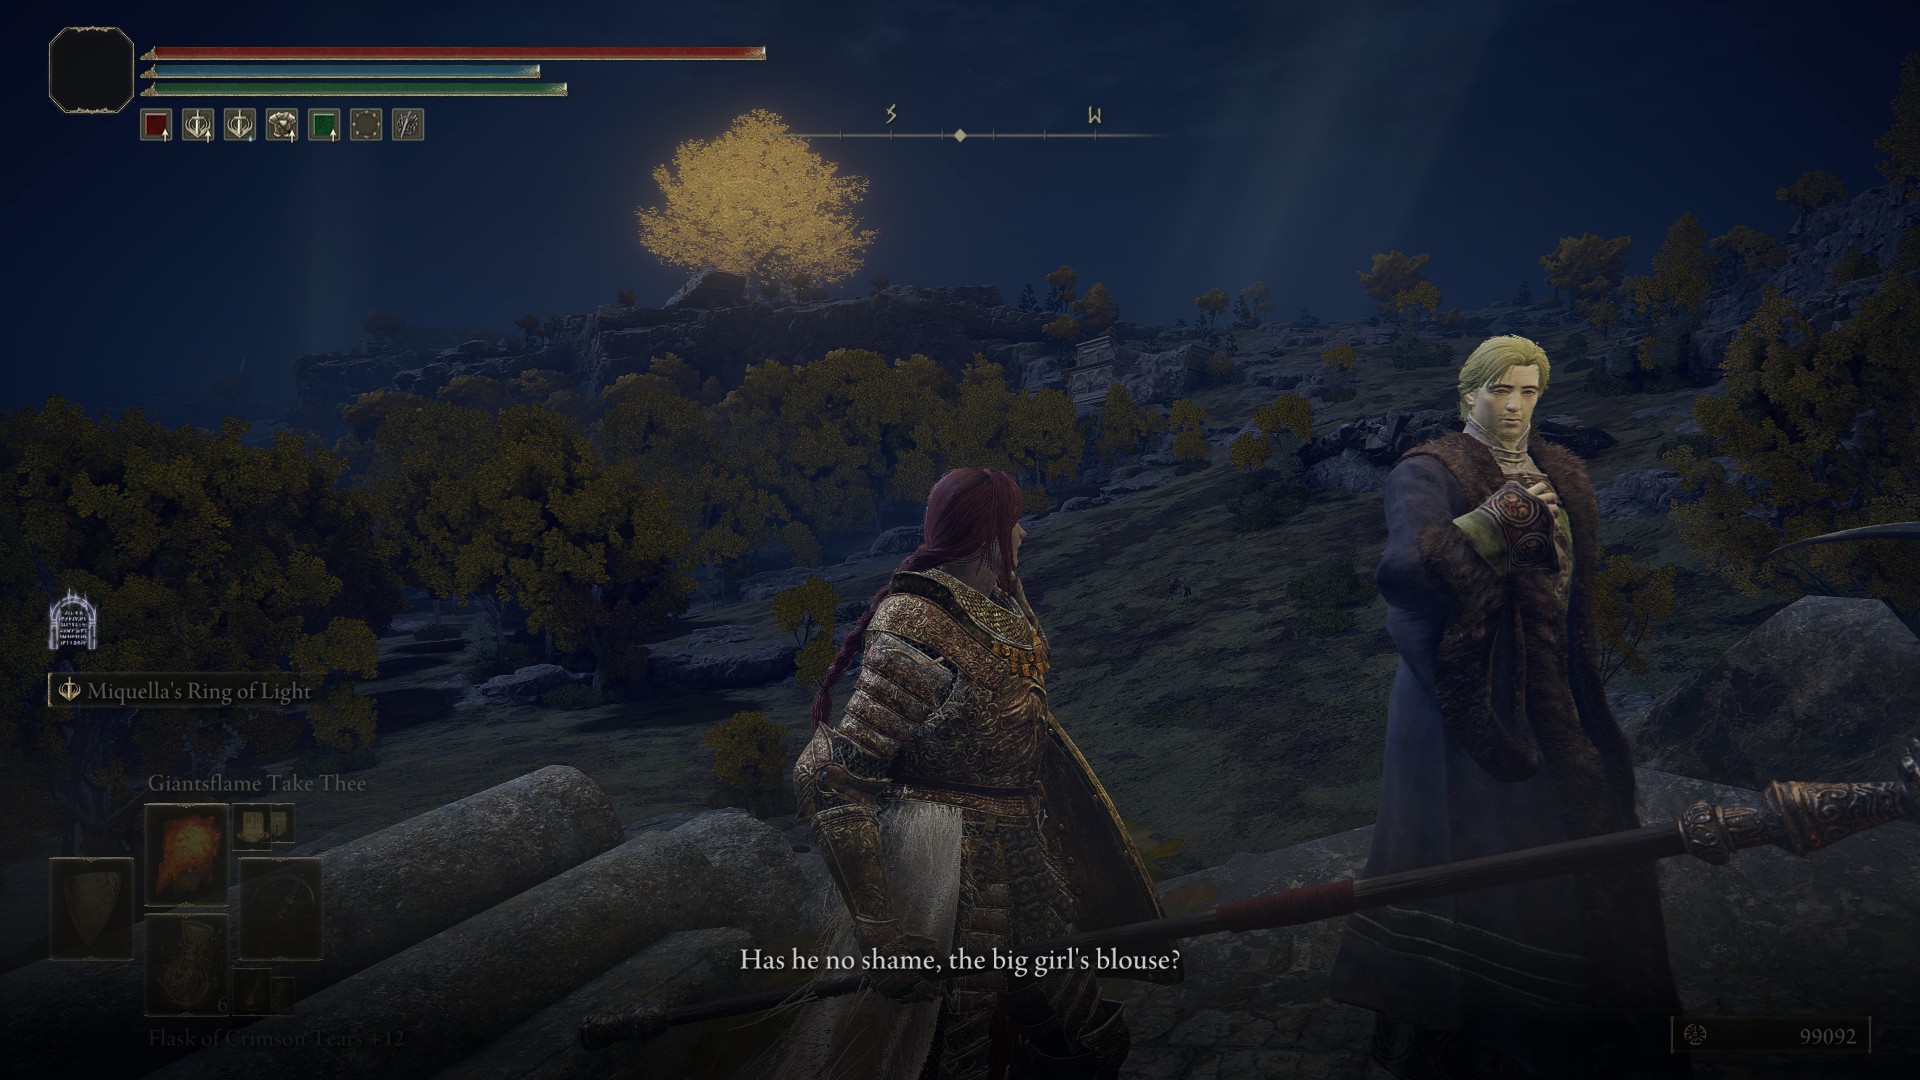 S
W
Miquella's Ring of Light
Giantsflame Take Thee
6
Flask of Crimson Tears +12
Has he no shame, the big girl's blouse?
99092